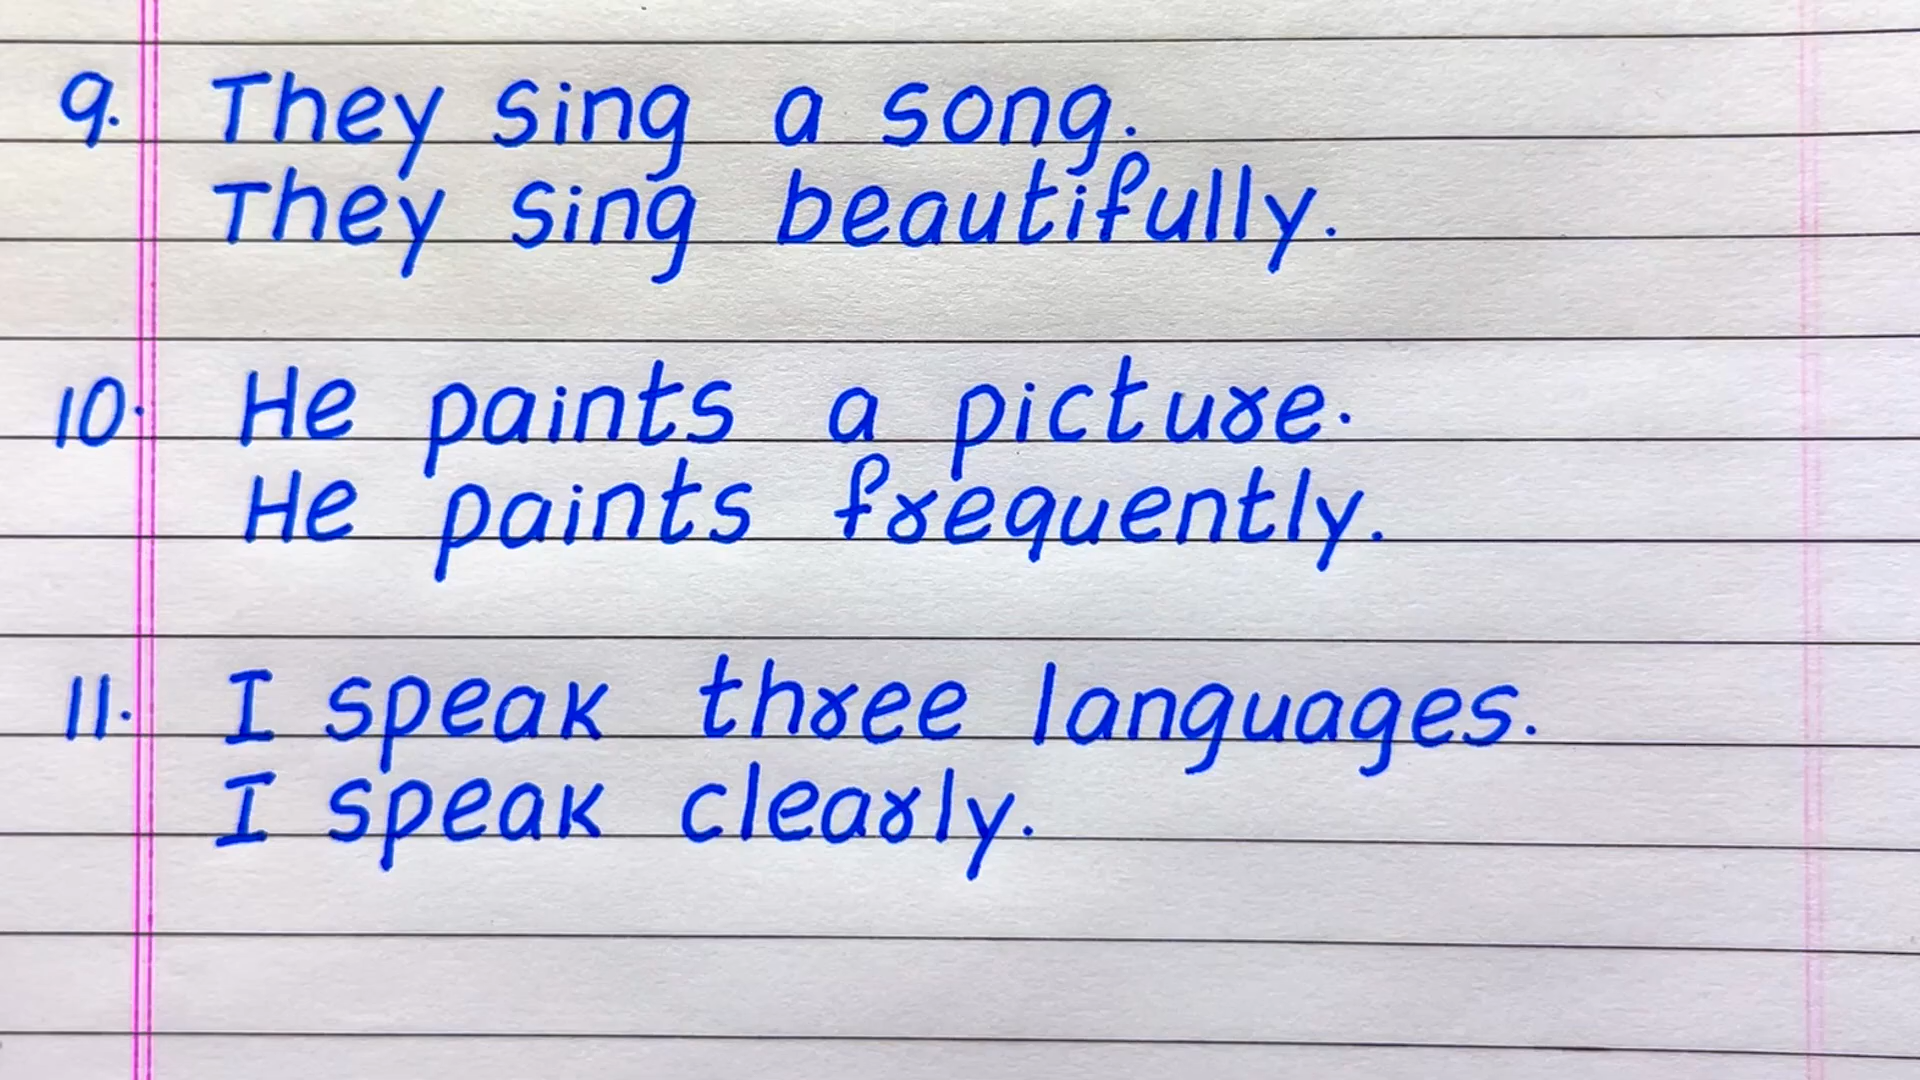 9. They sing a song.
They sing beautifully.
10. He paints a picture.
He paints frequently.
11. I speak three languages.
I speak clearly.